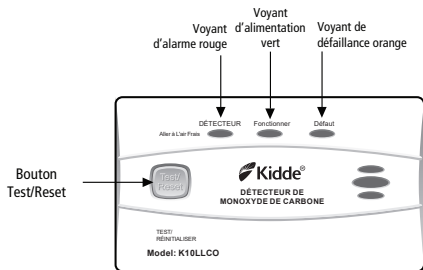 Voyant
d'alarme rouge
Voyant
d'alimentation
vert
Voyant de
défaillance orange
DÉTECTEUR
Fonctionner
Défaut
Aller à L'air Frais
Bouton
Test/Reset
Test/
Reset
Kidde®
DÉTECTEUR DE
MONOXYDE DE CARBONE
TEST/
RÉINITIALISER
Model: K10LLCO